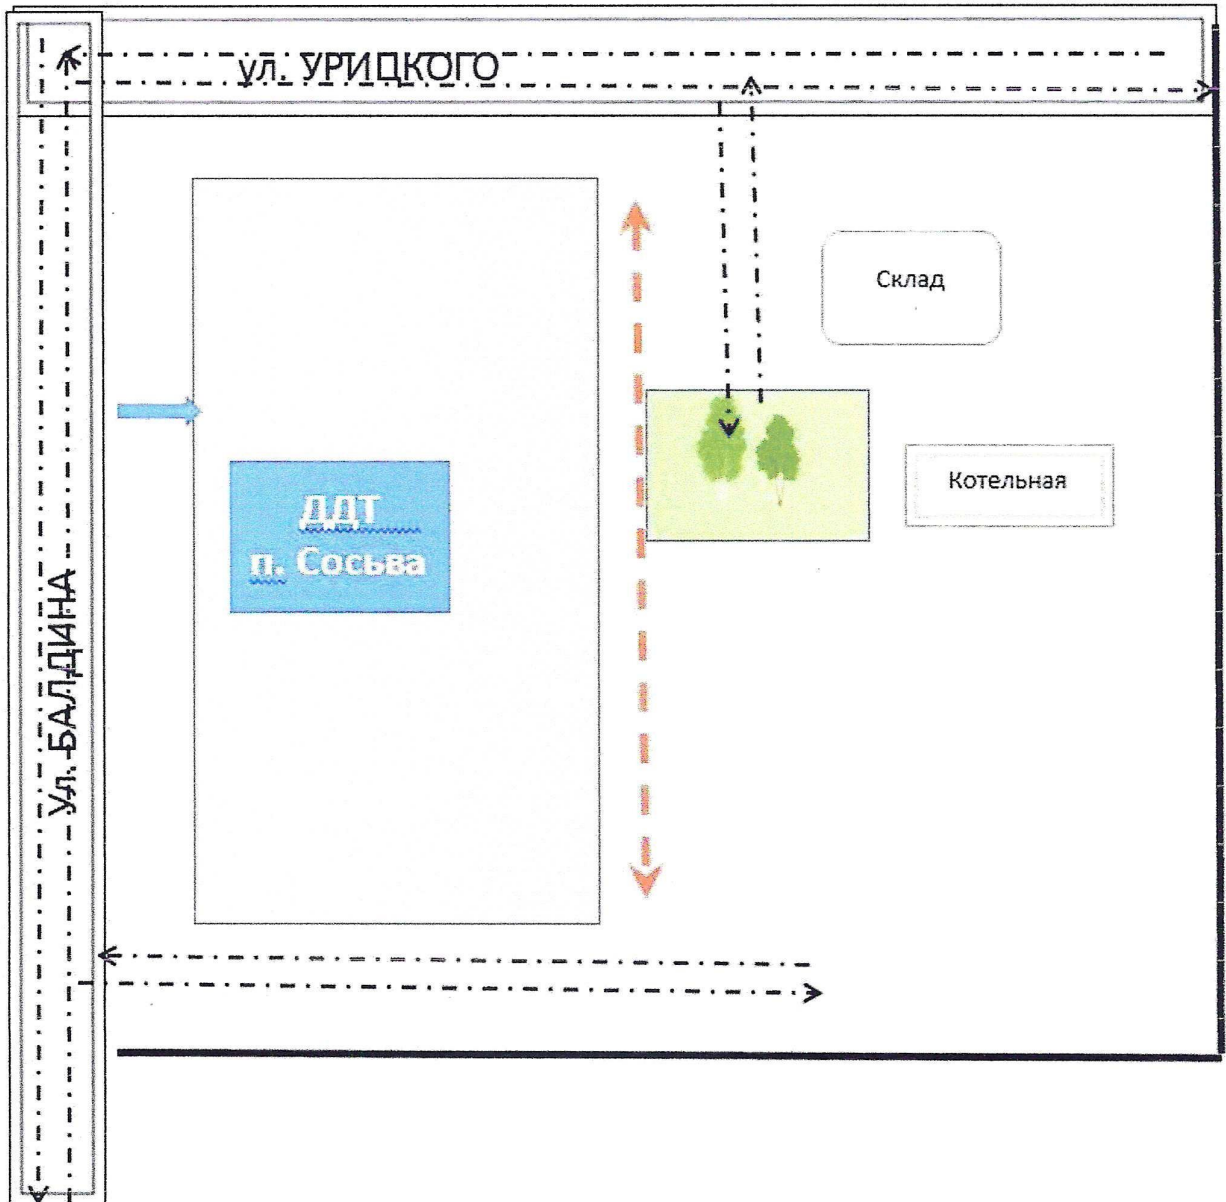 ул. УРИЦКОГО
Склад
Котельная
ДДТ
п. Сосьва
Ул. БАЛДИНА